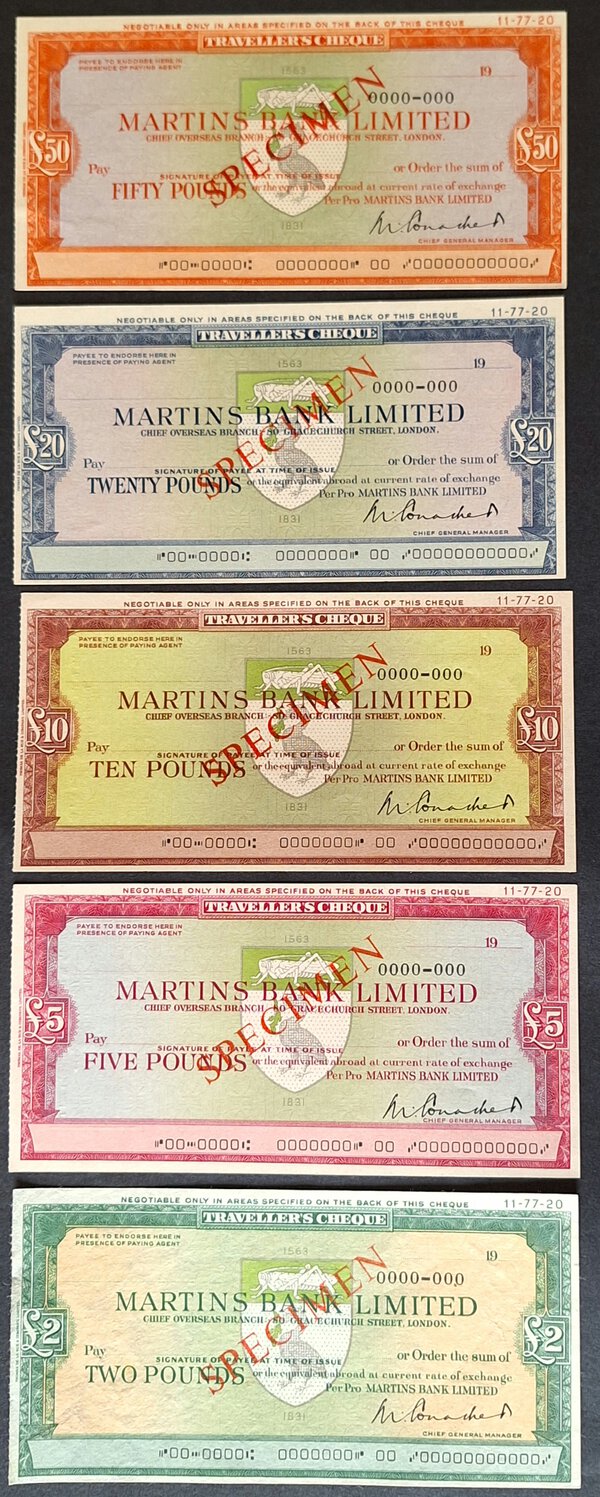 NEGOTIABLE ONLY IN AREAS SPECIFIED ON THE BACK OF THIS CHEQUE 11-77-20
TRAVELLER'S CHEQUE
PAYEE TO ENDORSE HERE IN
PRESENCE OF PAYING AGENT
1563
19
0000-000
MARTINS BANK LIMITED
CHIEF OVERSEAS BRANCH - 80 GRACECHURCH STREET, LONDON.
£50 £50
Pay or Order the sum of
SIGNATURE OF PAYEE AT TIME OF ISSUE
FIFTY POUNDS or the equivalent abroad at current rate of exchange
Per Pro MARTINS BANK LIMITED
1831
CHIEF GENERAL MANAGER
SPECIMEN
⑈00⑉0000⑆ 0000000⑈ 00 ⑇00000000000⑇
NEGOTIABLE ONLY IN AREAS SPECIFIED ON THE BACK OF THIS CHEQUE 11-77-20
TRAVELLER'S CHEQUE
PAYEE TO ENDORSE HERE IN
PRESENCE OF PAYING AGENT
1563
19
0000-000
MARTINS BANK LIMITED
CHIEF OVERSEAS BRANCH - 80 GRACECHURCH STREET, LONDON.
£20 £20
Pay or Order the sum of
SIGNATURE OF PAYEE AT TIME OF ISSUE
TWENTY POUNDS or the equivalent abroad at current rate of exchange
Per Pro MARTINS BANK LIMITED
1831
CHIEF GENERAL MANAGER
SPECIMEN
⑈00⑉0000⑆ 0000000⑈ 00 ⑇00000000000⑇
NEGOTIABLE ONLY IN AREAS SPECIFIED ON THE BACK OF THIS CHEQUE 11-77-20
TRAVELLER'S CHEQUE
PAYEE TO ENDORSE HERE IN
PRESENCE OF PAYING AGENT
1563
19
0000-000
MARTINS BANK LIMITED
CHIEF OVERSEAS BRANCH - 80 GRACECHURCH STREET, LONDON.
£10 £10
Pay or Order the sum of
SIGNATURE OF PAYEE AT TIME OF ISSUE
TEN POUNDS or the equivalent abroad at current rate of exchange
Per Pro MARTINS BANK LIMITED
1831
CHIEF GENERAL MANAGER
SPECIMEN
⑈00⑉0000⑆ 0000000⑈ 00 ⑇00000000000⑇
NEGOTIABLE ONLY IN AREAS SPECIFIED ON THE BACK OF THIS CHEQUE 11-77-20
TRAVELLER'S CHEQUE
PAYEE TO ENDORSE HERE IN
PRESENCE OF PAYING AGENT
1563
19
0000-000
MARTINS BANK LIMITED
CHIEF OVERSEAS BRANCH - 80 GRACECHURCH STREET, LONDON.
£5 £5
Pay or Order the sum of
SIGNATURE OF PAYEE AT TIME OF ISSUE
FIVE POUNDS or the equivalent abroad at current rate of exchange
Per Pro MARTINS BANK LIMITED
1831
CHIEF GENERAL MANAGER
SPECIMEN
⑈00⑉0000⑆ 0000000⑈ 00 ⑇00000000000⑇
NEGOTIABLE ONLY IN AREAS SPECIFIED ON THE BACK OF THIS CHEQUE 11-77-20
TRAVELLER'S CHEQUE
PAYEE TO ENDORSE HERE IN
PRESENCE OF PAYING AGENT
1563
19
0000-000
MARTINS BANK LIMITED
CHIEF OVERSEAS BRANCH - 80 GRACECHURCH STREET, LONDON.
£2 £2
Pay or Order the sum of
SIGNATURE OF PAYEE AT TIME OF ISSUE
TWO POUNDS or the equivalent abroad at current rate of exchange
Per Pro MARTINS BANK LIMITED
1831
CHIEF GENERAL MANAGER
SPECIMEN
⑈00⑉0000⑆ 0000000⑈ 00 ⑇00000000000⑇